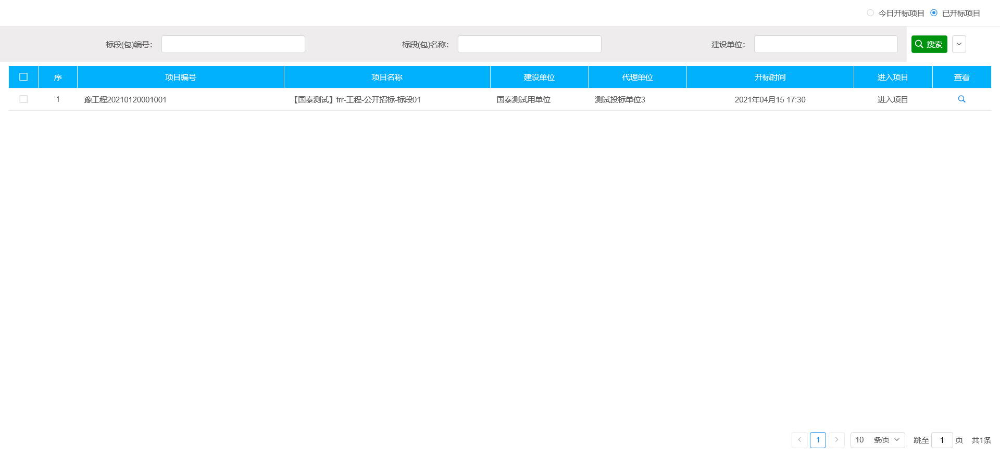 今日开标项目 已开标项目
标段(包)编号： 标段(包)名称： 建设单位： 搜索
序 项目编号 项目名称 建设单位 代理单位 开标时间 进入项目 查看
1 豫工程20210120001001 【国泰测试】frr-工程-公开招标-标段01 国泰测试用单位 测试投标单位3 2021年04月15 17:30 进入项目
1 10 条/页 跳至 1 页 共1条